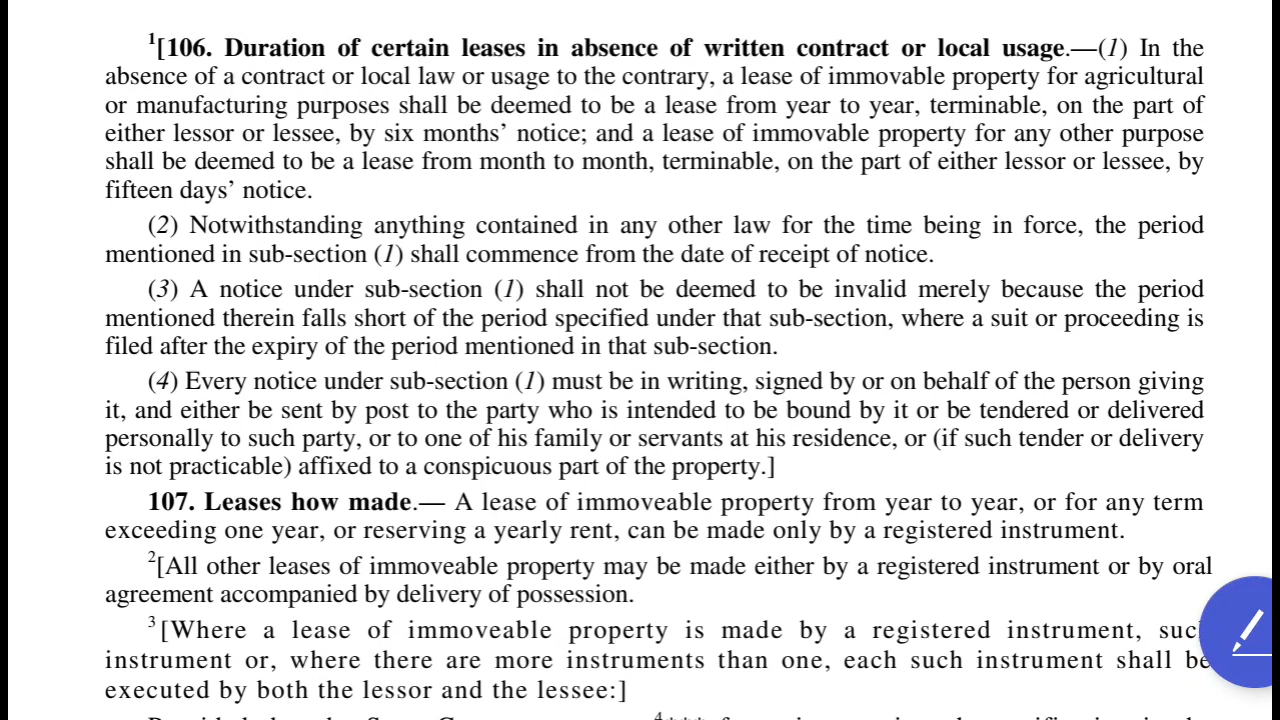 1[106. Duration of certain leases in absence of written contract or local usage.—(1) In the
absence of a contract or local law or usage to the contrary, a lease of immovable property for agricultural
or manufacturing purposes shall be deemed to be a lease from year to year, terminable, on the part of
either lessor or lessee, by six months’ notice; and a lease of immovable property for any other purpose
shall be deemed to be a lease from month to month, terminable, on the part of either lessor or lessee, by
fifteen days’ notice.
(2) Notwithstanding anything contained in any other law for the time being in force, the period
mentioned in sub-section (1) shall commence from the date of receipt of notice.
(3) A notice under sub-section (1) shall not be deemed to be invalid merely because the period
mentioned therein falls short of the period specified under that sub-section, where a suit or proceeding is
filed after the expiry of the period mentioned in that sub-section.
(4) Every notice under sub-section (1) must be in writing, signed by or on behalf of the person giving
it, and either be sent by post to the party who is intended to be bound by it or be tendered or delivered
personally to such party, or to one of his family or servants at his residence, or (if such tender or delivery
is not practicable) affixed to a conspicuous part of the property.]
107. Leases how made.— A lease of immoveable property from year to year, or for any term
exceeding one year, or reserving a yearly rent, can be made only by a registered instrument.
2[All other leases of immoveable property may be made either by a registered instrument or by oral
agreement accompanied by delivery of possession.
3[Where a lease of immoveable property is made by a registered instrument, such
instrument or, where there are more instruments than one, each such instrument shall be
executed by both the lessor and the lessee:]